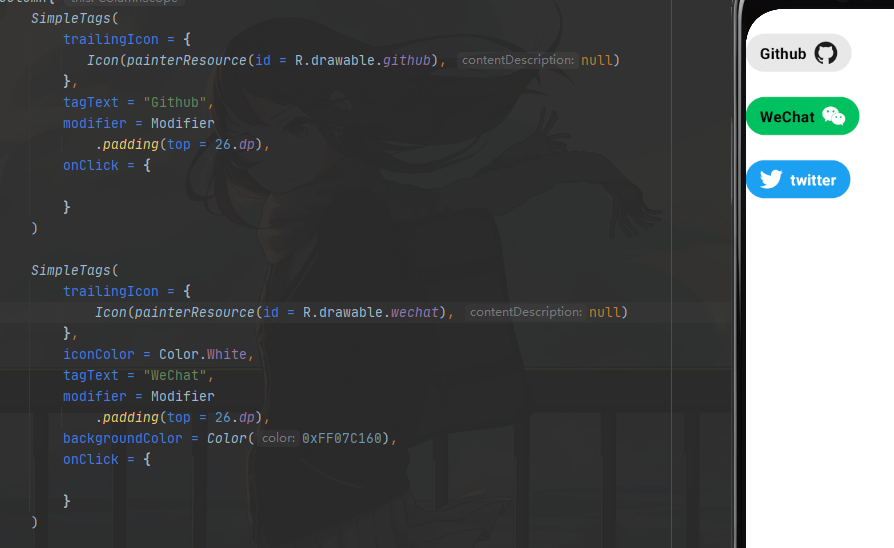 SimpleTags(
trailingIcon = {
Icon(painterResource(id = R.drawable.github), contentDescription: null)
},
tagText = "Github",
modifier = Modifier
.padding(top = 26.dp),
onClick = {
}
)
SimpleTags(
trailingIcon = {
Icon(painterResource(id = R.drawable.wechat), contentDescription: null)
},
iconColor = Color.White,
tagText = "WeChat",
modifier = Modifier
.padding(top = 26.dp),
backgroundColor = Color( color: 0xFF07C160),
onClick = {
}
)
Github
WeChat
twitter